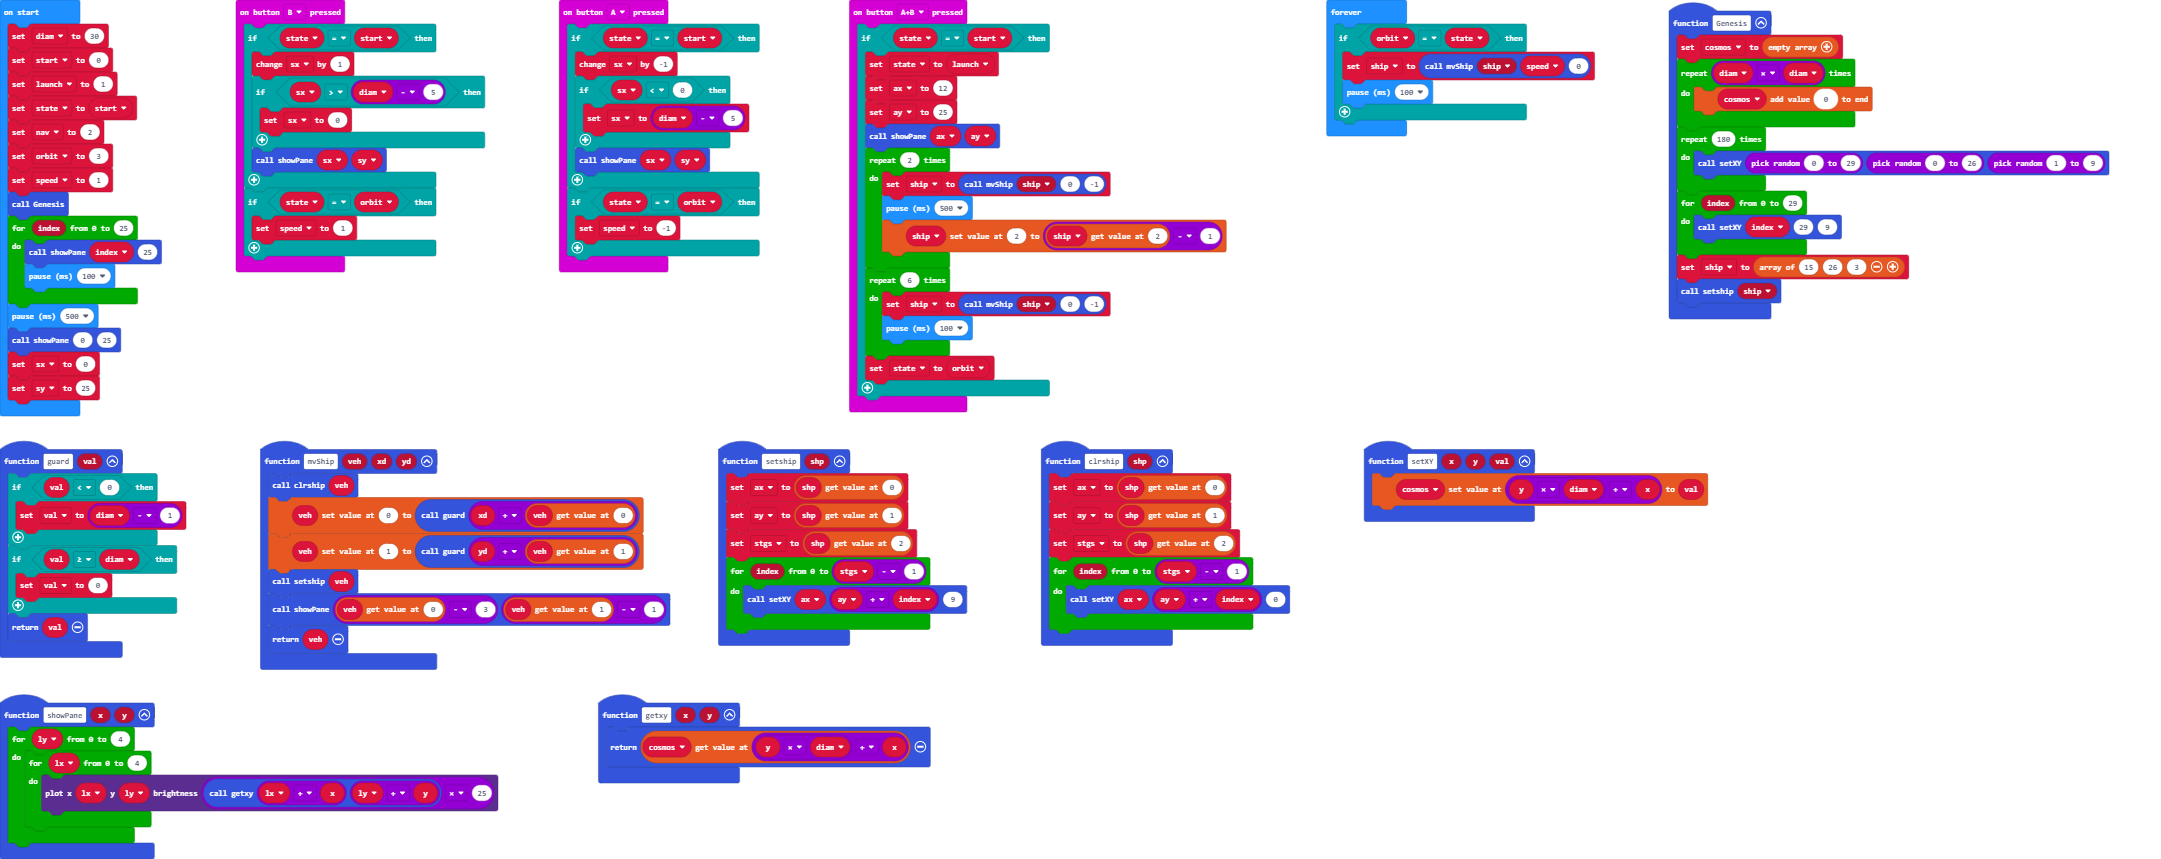 on start
set diam to 30
set start to 0
set launch to 1
set state to start
set nav to 2
set orbit to 3
set speed to 1
call Genesis
for index from 0 to 25
do call showPane index 25
pause (ms) 100
pause (ms) 500
call showPane 0 25
set sx to 0
set sy to 25
on button B pressed
if state = start then
change sx by 1
if sx > diam - 5 then
set sx to 0
call showPane sx sy
if state = orbit then
set speed to 1
on button A pressed
if state = start then
change sx by -1
if sx < 0 then
set sx to diam - 5
call showPane sx sy
if state = orbit then
set speed to -1
on button A+B pressed
if state = start then
set state to launch
set ax to 12
set ay to 25
call showPane ax ay
repeat 2 times
do set ship to call mvShip ship 0 -1
pause (ms) 500
ship set value at 2 to ship get value at 2 - 1
repeat 6 times
do set ship to call mvShip ship 0 -1
pause (ms) 100
set state to orbit
forever
if orbit = state then
set ship to call mvShip ship speed 0
pause (ms) 100
function Genesis
set cosmos to empty array
repeat diam × diam times
do cosmos add value 0 to end
repeat 180 times
do call setXY pick random 0 to 29 pick random 0 to 26 pick random 1 to 9
for index from 0 to 29
do call setXY index 29 9
set ship to array of 15 26 3
call setship ship
function guard val
if val < 0 then
set val to diam - 1
if val ≥ diam then
set val to 0
return val
function mvShip veh xd yd
call clrship veh
veh set value at 0 to call guard xd + veh get value at 0
veh set value at 1 to call guard yd + veh get value at 1
call setship veh
call showPane veh get value at 0 - 3 veh get value at 1 - 1
return veh
function setship shp
set ax to shp get value at 0
set ay to shp get value at 1
set stgs to shp get value at 2
for index from 0 to stgs - 1
do call setXY ax ay + index 9
function clrship shp
set ax to shp get value at 0
set ay to shp get value at 1
set stgs to shp get value at 2
for index from 0 to stgs - 1
do call setXY ax ay + index 0
function setXY x y val
cosmos set value at y × diam + x to val
function showPane x y
for ly from 0 to 4
do for lx from 0 to 4
do plot x lx y ly brightness call getxy lx + x ly + y × 25
function getxy x y
return cosmos get value at y × diam + x